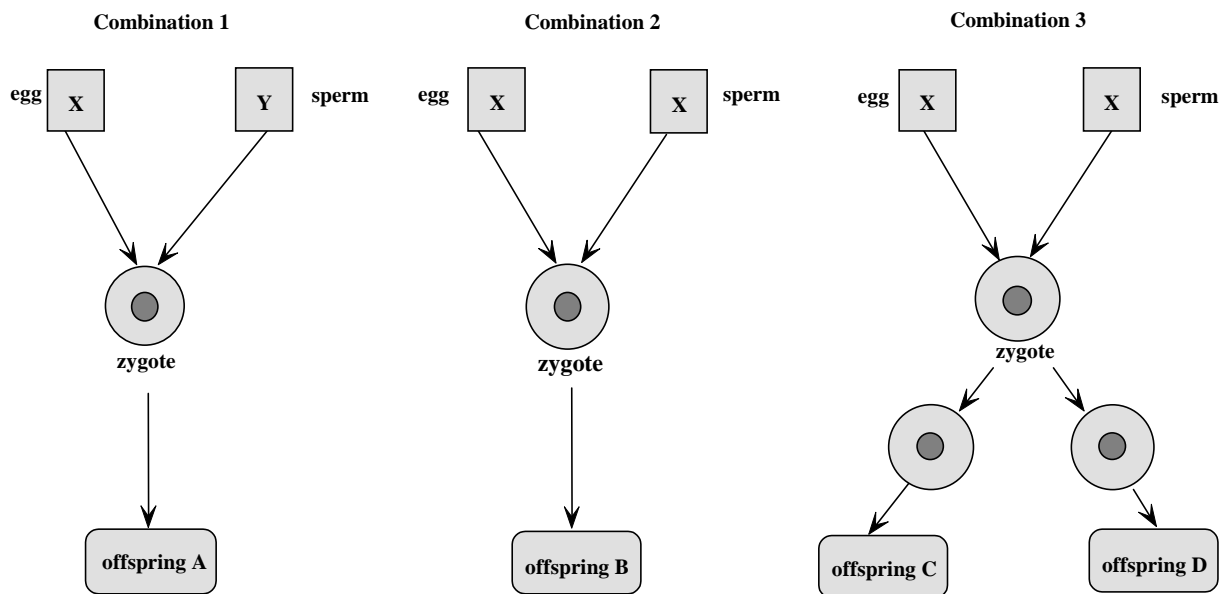 Combination 1
egg
X
Y
sperm
zygote
offspring A
Combination 2
egg
X
X
sperm
zygote
offspring B
Combination 3
egg
X
X
sperm
zygote
offspring C
offspring D